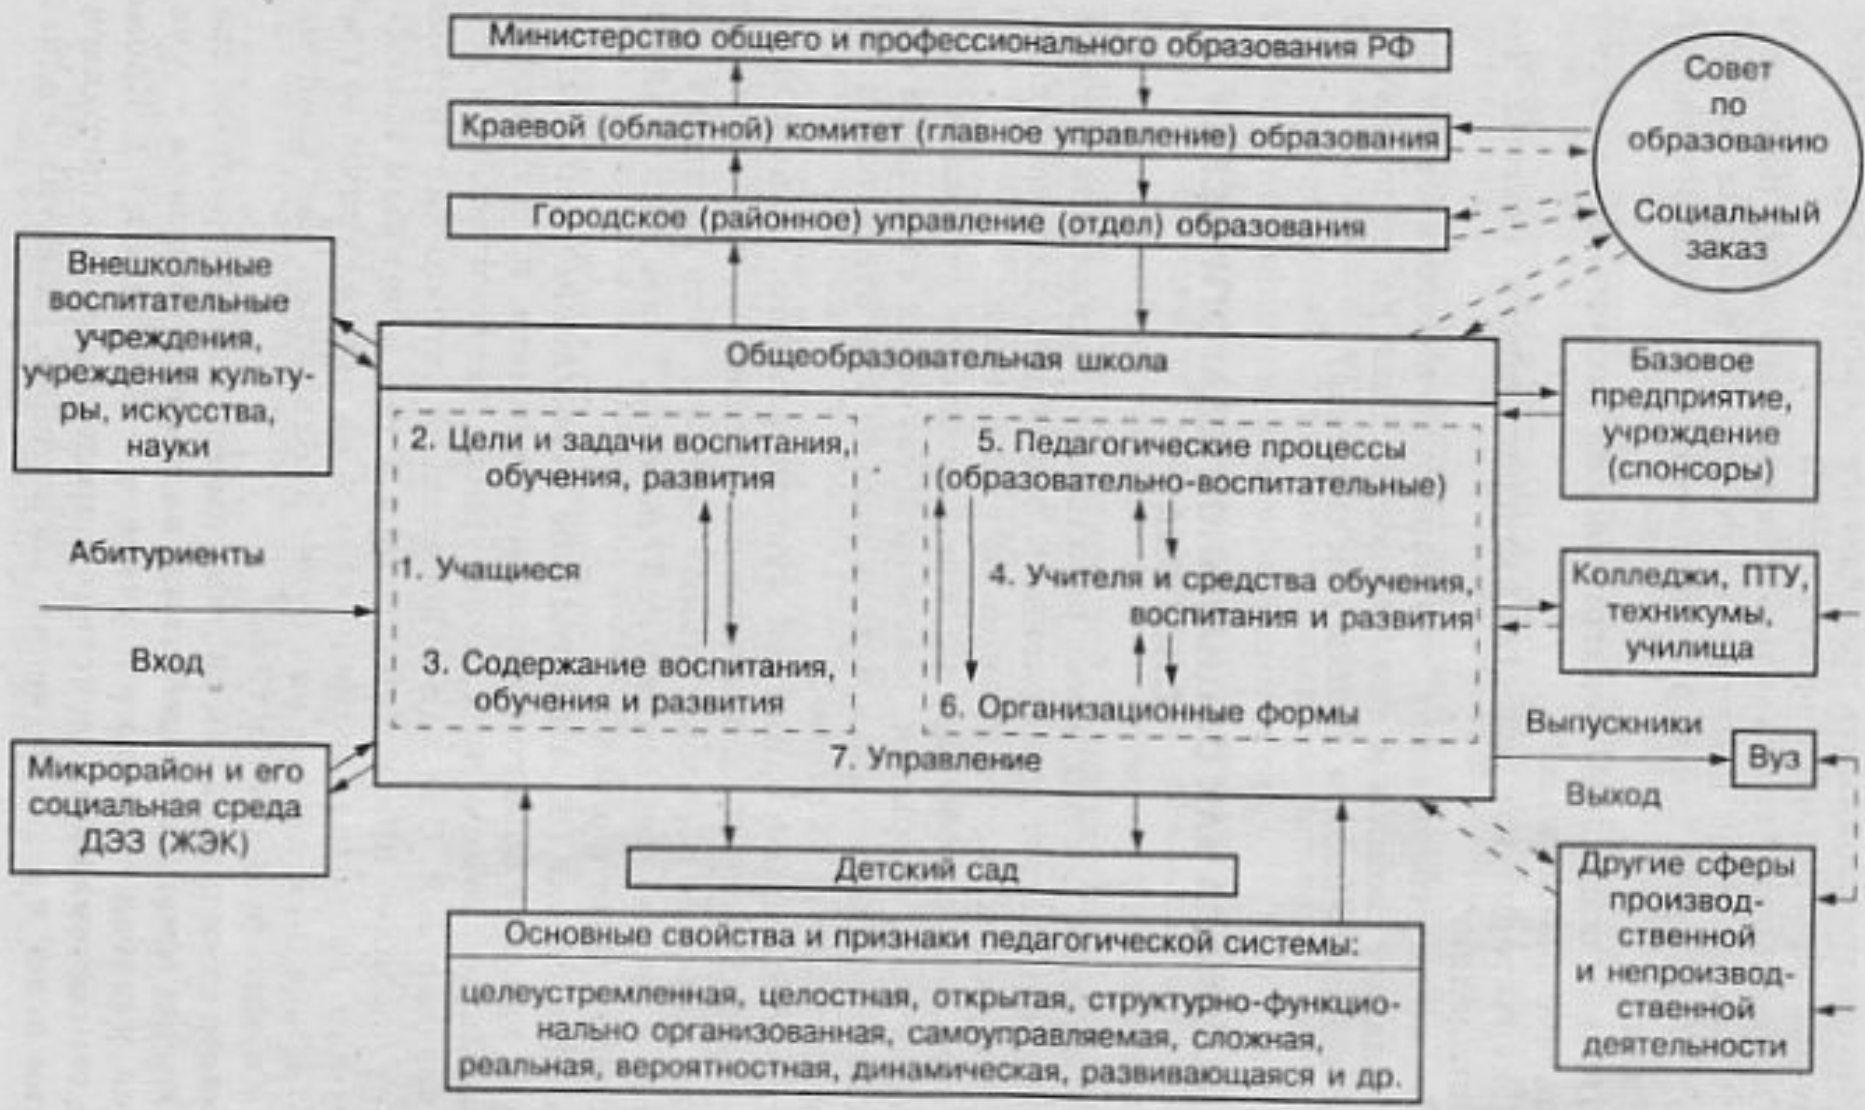 Министерство общего и профессионального образования РФ
Краевой (областной) комитет (главное управление) образования
Городское (районное) управление (отдел) образования
Совет
по
образованию
Социальный
заказ
Внешкольные
воспитательные
учреждения,
учреждения культу-
ры, искусства,
науки
Общеобразовательная школа
Базовое
предприятие,
учреждение
(спонсоры)
2. Цели и задачи воспитания,
обучения, развития
1. Учащиеся
3. Содержание воспитания,
обучения и развития
5. Педагогические процессы
(образовательно-воспитательные)
4. Учителя и средства обучения,
воспитания и развития
6. Организационные формы
7. Управление
Абитуриенты
Вход
Колледжи, ПТУ,
техникумы,
училища
Выпускники
Вуз
Выход
Микрорайон и его
социальная среда
ДЭЗ (ЖЭК)
Детский сад
Другие сферы
производ-
ственной
и непроизвод-
ственной
деятельности
Основные свойства и признаки педагогической системы:
целеустремленная, целостная, открытая, структурно-функцио-
нально организованная, самоуправляемая, сложная,
реальная, вероятностная, динамическая, развивающаяся и др.